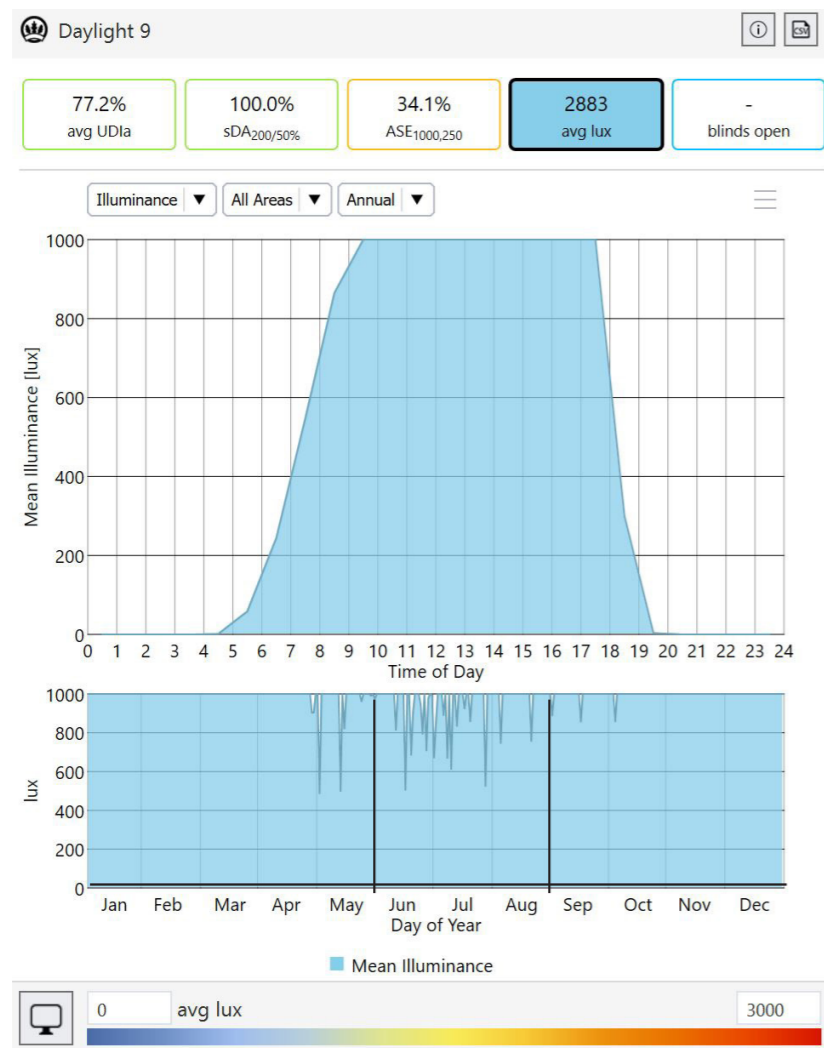 Daylight 9
CSV
77.2%
avg UDIa
100.0%
sDA200/50%
34.1%
ASE1000,250
2883
avg lux
-
blinds open
Illuminance ▼
All Areas ▼
Annual ▼
Mean Illuminance [lux]
1000
800
600
400
200
0
0 1 2 3 4 5 6 7 8 9 10 11 12 13 14 15 16 17 18 19 20 21 22 23 24
Time of Day
lux
1000
800
600
400
200
0
Jan Feb Mar Apr May Jun Jul Aug Sep Oct Nov Dec
Day of Year
Mean Illuminance
0 avg lux 3000